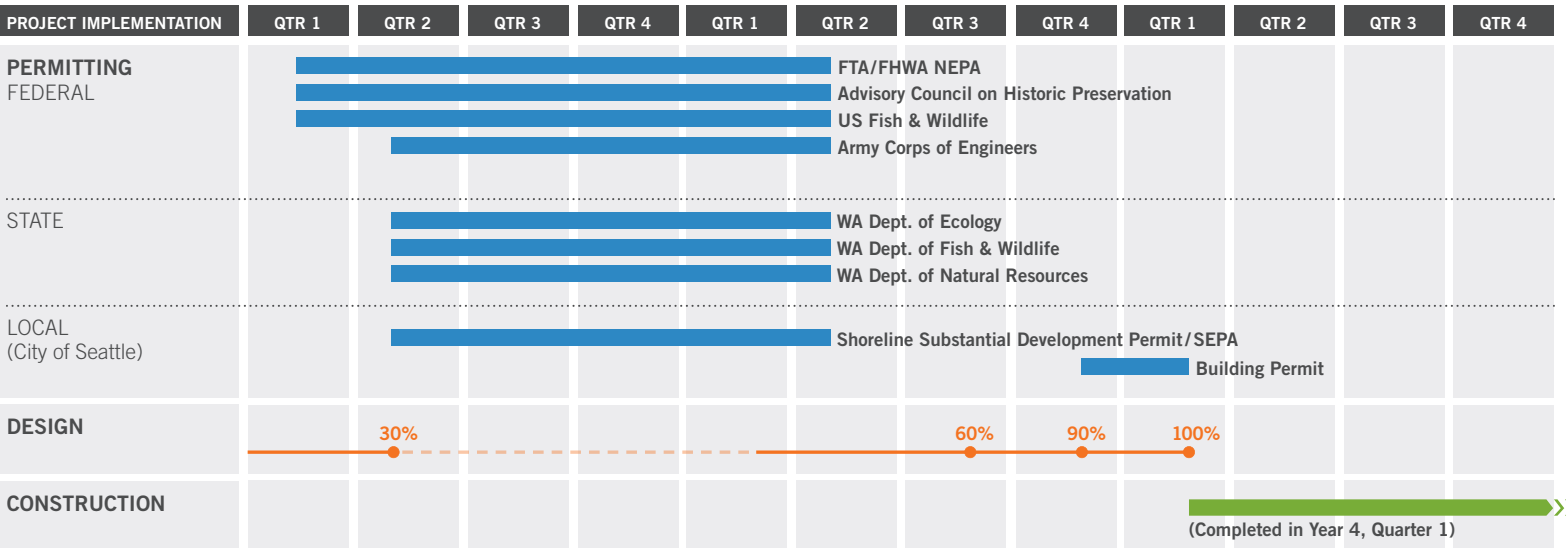 PROJECT IMPLEMENTATION QTR 1 QTR 2 QTR 3 QTR 4 QTR 1 QTR 2 QTR 3 QTR 4 QTR 1 QTR 2 QTR 3 QTR 4
PERMITTING
FEDERAL
FTA/FHWA NEPA
Advisory Council on Historic Preservation
US Fish & Wildlife
Army Corps of Engineers
STATE
WA Dept. of Ecology
WA Dept. of Fish & Wildlife
WA Dept. of Natural Resources
LOCAL
(City of Seattle)
Shoreline Substantial Development Permit/SEPA
Building Permit
DESIGN
30% 60% 90% 100%
CONSTRUCTION
(Completed in Year 4, Quarter 1)